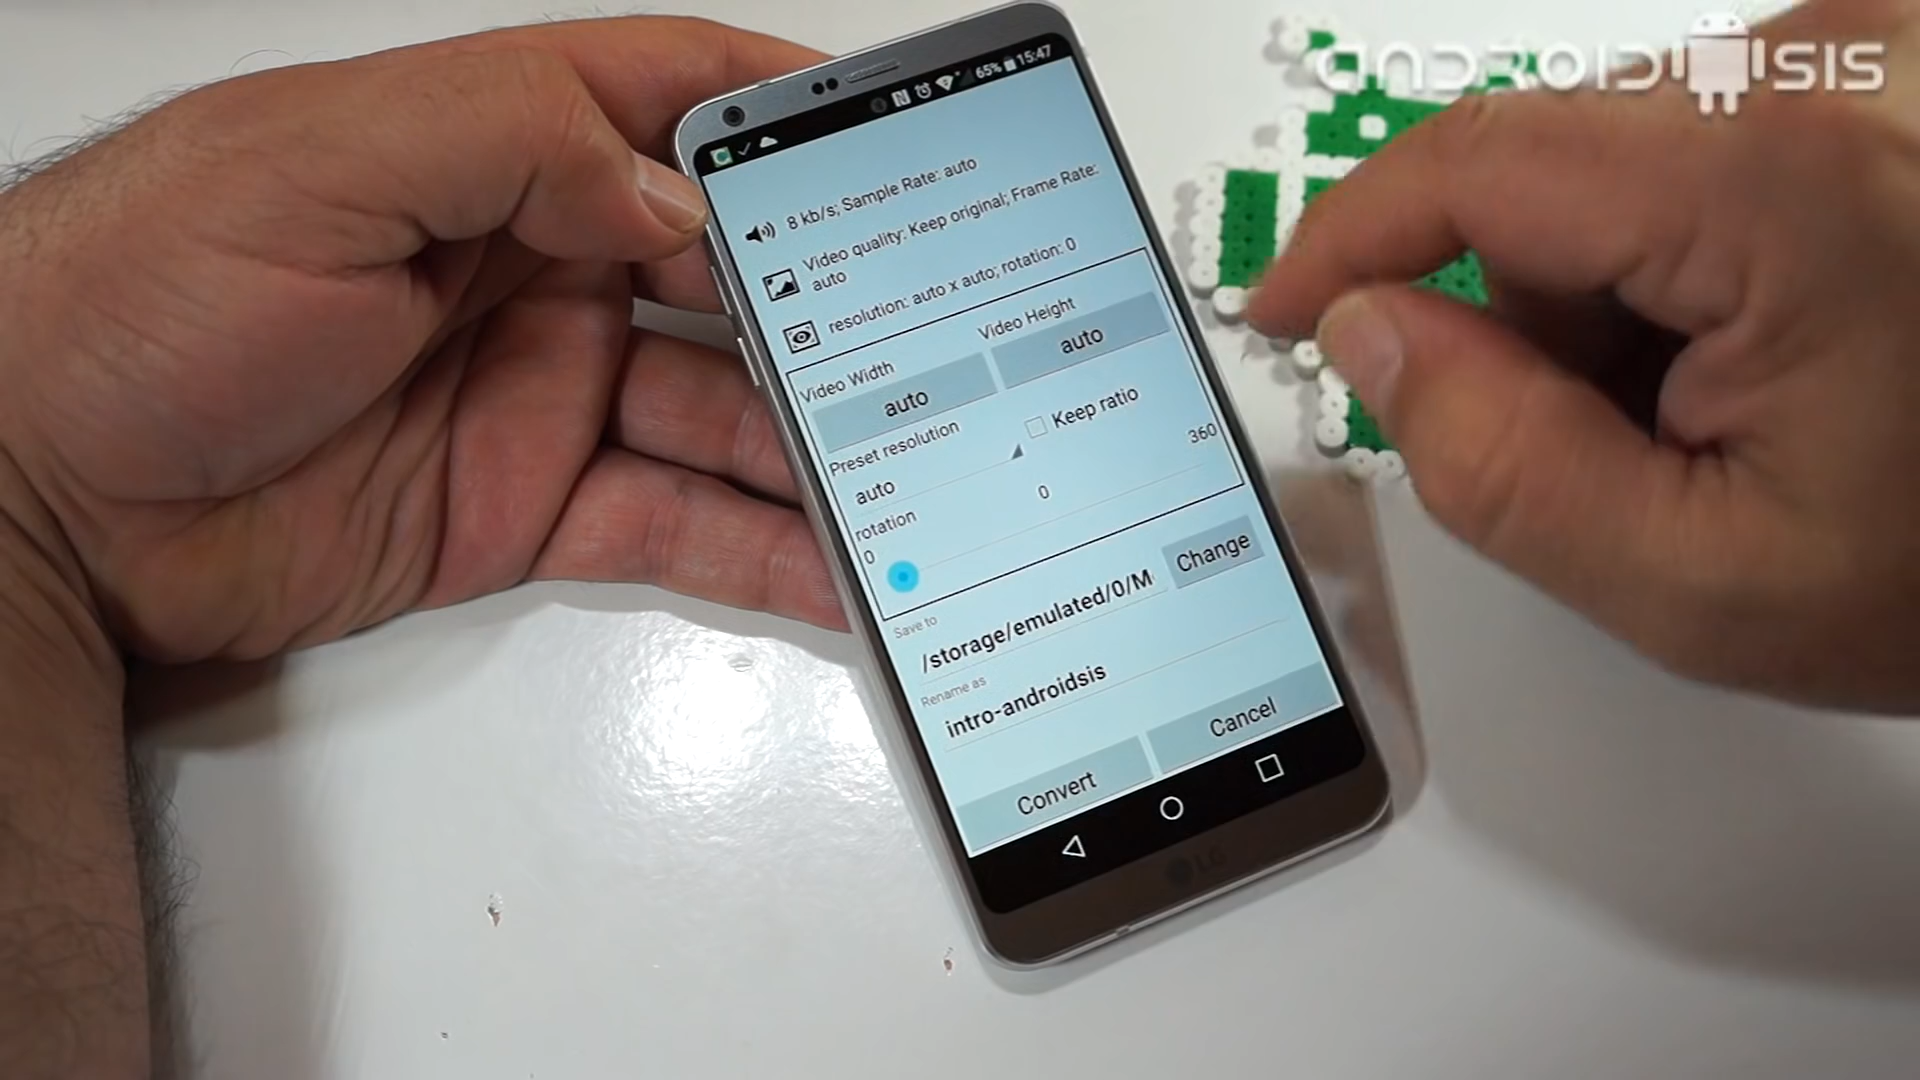 ANDROIDSIS
65% 15:47
8 kb/s; Sample Rate: auto
Video quality: Keep original; Frame Rate:
auto
resolution: auto x auto; rotation: 0
Video Width
Video Height
auto
auto
Preset resolution
Keep ratio
auto
rotation
0
0
360
Save to
/storage/emulated/0/M
Change
Rename as
intro-androidsis
Convert
Cancel
LG